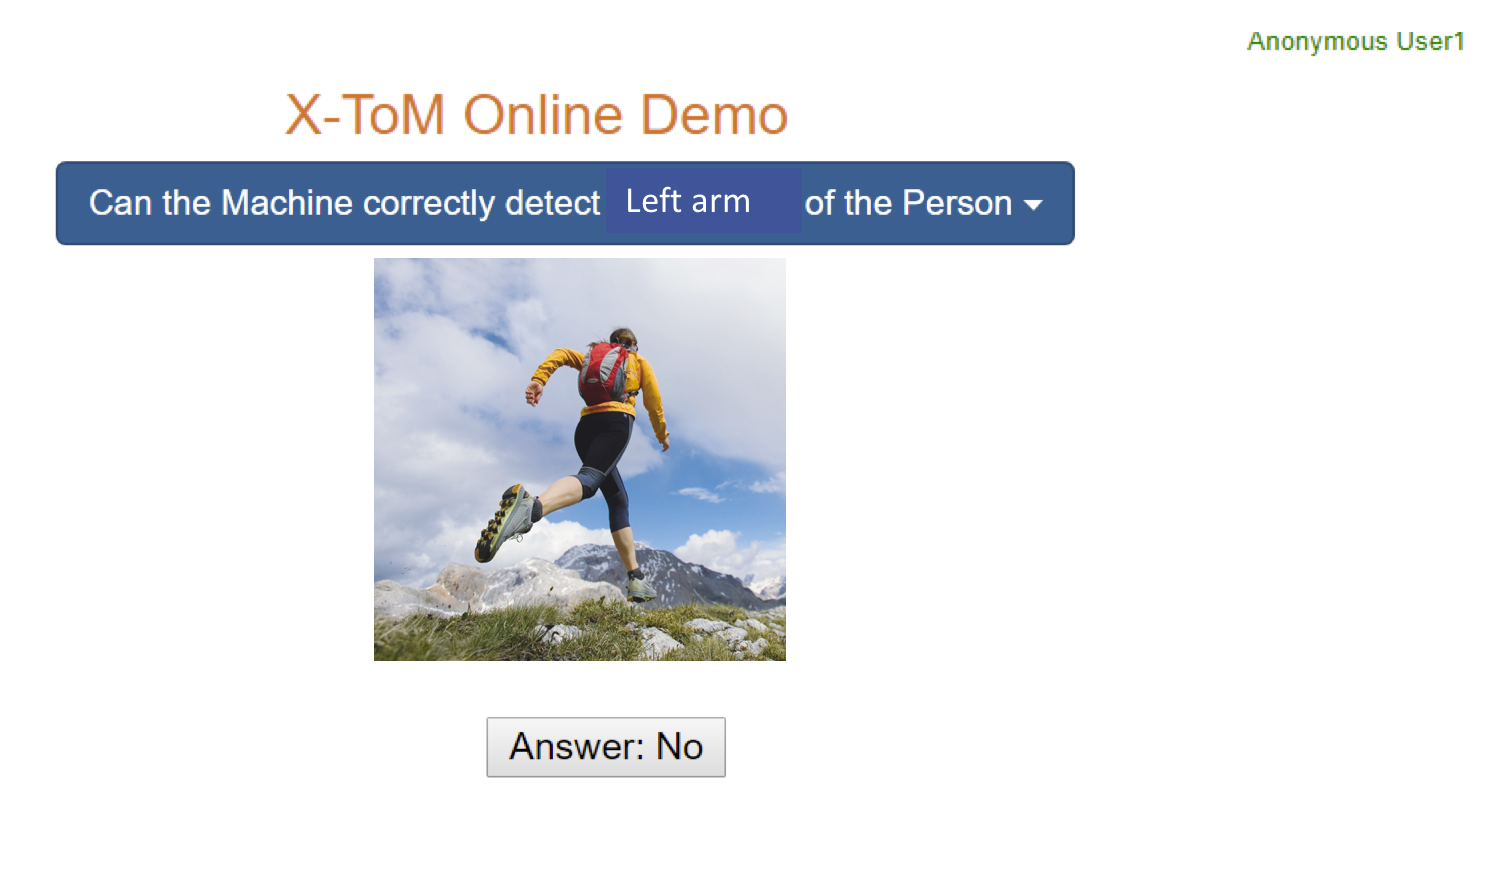 Anonymous User1
X-ToM Online Demo
Can the Machine correctly detect Left arm of the Person
Answer: No